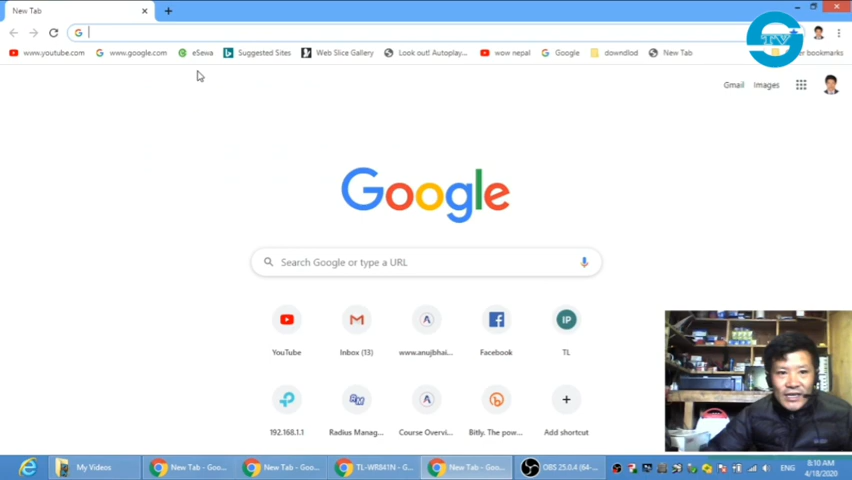 New Tab
www.youtube.com www.google.com eSewa Suggested Sites Web Slice Gallery Look out! Autoplay... wow nepal Google downdlod New Tab er bookmarks
G TV
Gmail Images
Google
Search Google or type a URL
YouTube Inbox (13) www.anujbhai... Facebook IP TL
192.168.1.1 RM Radius Manag... Course Overvi... Bitly. The pow... Add shortcut
My Videos New Tab - Goo... New Tab - Goo... TL-WR841N - G... New Tab - Goo... OBS 25.0.4 (64-... ENG 8:10 AM
4/18/2020